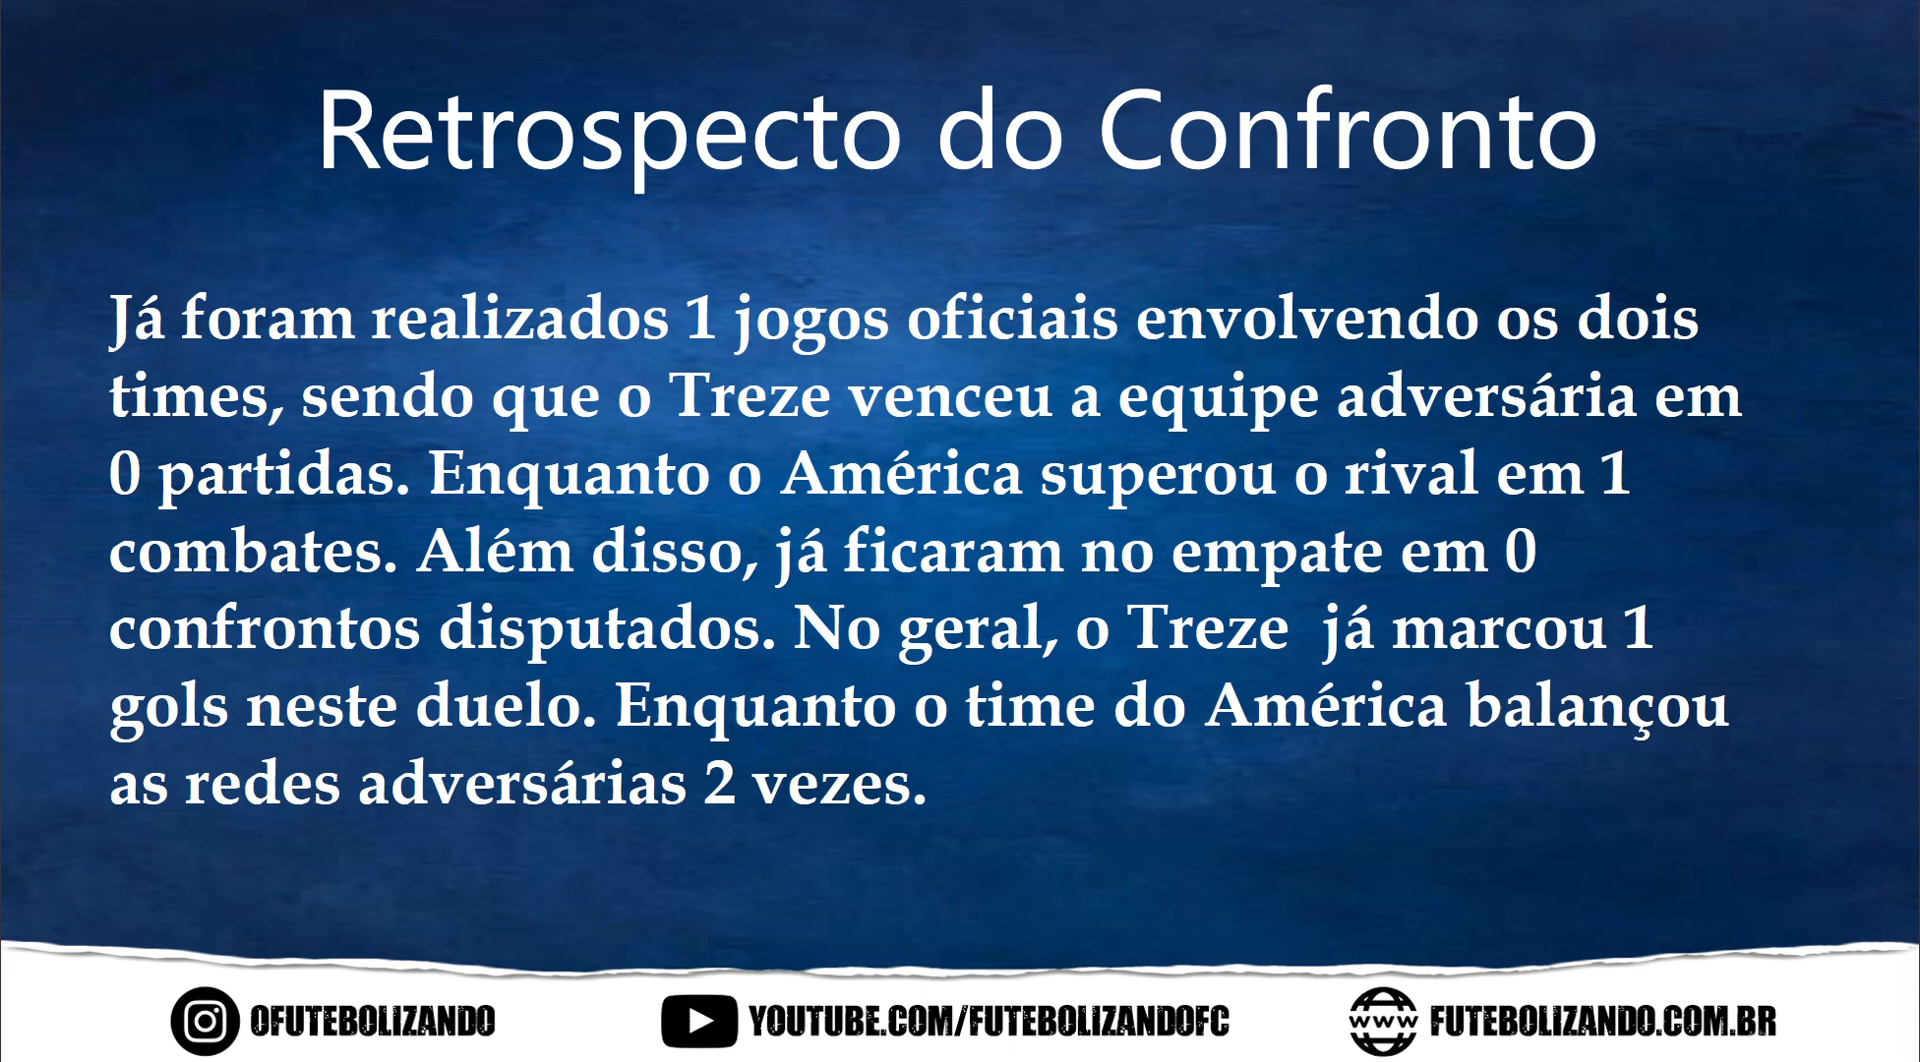 Retrospecto do Confronto
Já foram realizados 1 jogos oficiais envolvendo os dois
times, sendo que o Treze venceu a equipe adversária em
0 partidas. Enquanto o América superou o rival em 1
combates. Além disso, já ficaram no empate em 0
confrontos disputados. No geral, o Treze  já marcou 1
gols neste duelo. Enquanto o time do América balançou
as redes adversárias 2 vezes.
OFUTEBOLIZANDO
YOUTUBE.COM/FUTEBOLIZANDOFC
WWW FUTEBOLIZANDO.COM.BR